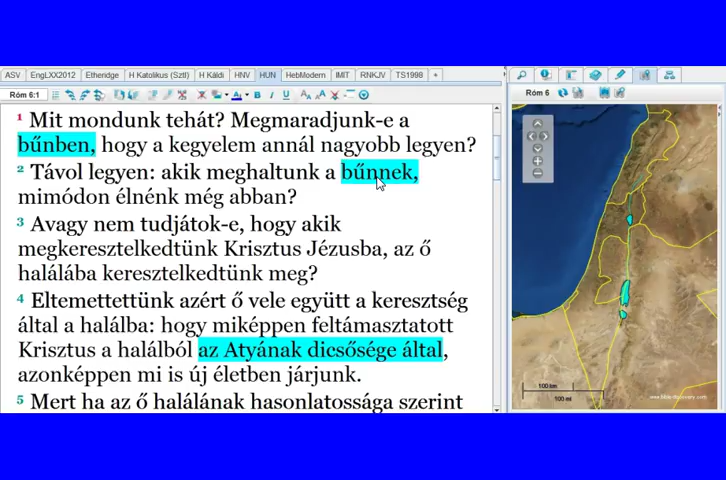 ASV EngLXX2012 Etheridge H Katolikus (SztI) H Káldi HNV HUN HebModern IMIT RNKJV TS1998 +
Róm 6:1
Róm 6
1 Mit mondunk tehát? Megmaradjunk-e a
bűnben, hogy a kegyelem annál nagyobb legyen?
2 Távol legyen: akik meghaltunk a bűnnek,
mimódon élnénk még abban?
3 Avagy nem tudjátok-e, hogy akik
megkeresztelkedtünk Krisztus Jézusba, az ő
halálába keresztelkedtünk meg?
4 Eltemettettünk azért ő vele együtt a keresztség
által a halálba: hogy miképpen feltámasztatott
Krisztus a halálból az Atyának dicsősége által,
azonképpen mi is új életben járjunk.
5 Mert ha az ő halálának hasonlatossága szerint
100 km
100 mi